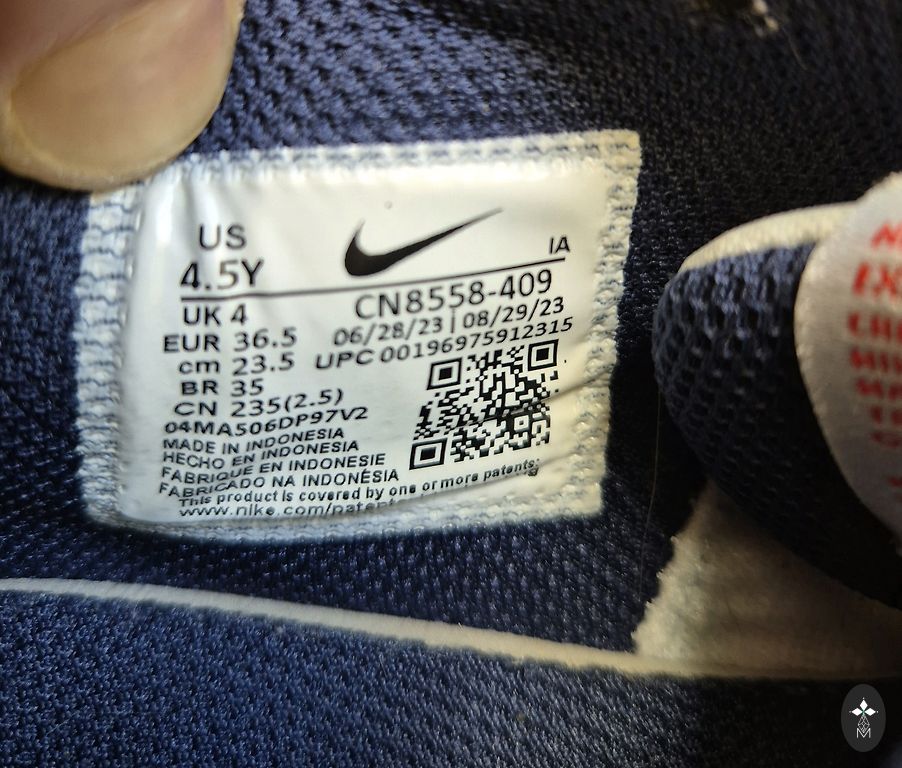 US
4.5Y
IA
UK 4
CN8558-409
EUR 36.5
06/28/23 | 08/29/23
cm 23.5
UPC 00196975912315
BR 35
CN 235(2.5)
04MA506DP97V2
MADE IN INDONESIA
HECHO EN INDONESIA
FABRIQUE EN INDONESIE
FABRICADO NA INDONÉSIA
This product is covered by one or more patents:
www.nike.com/patents
M